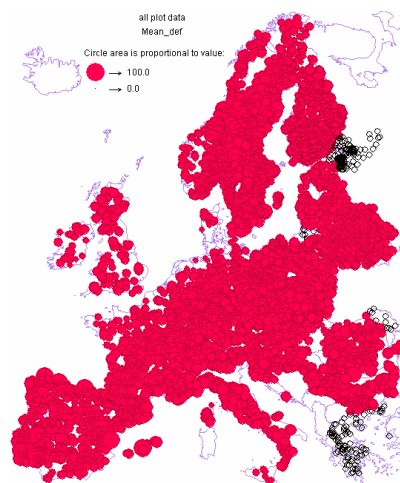 all plot data
Mean_def
Circle area is proportional to value:
100.0
0.0